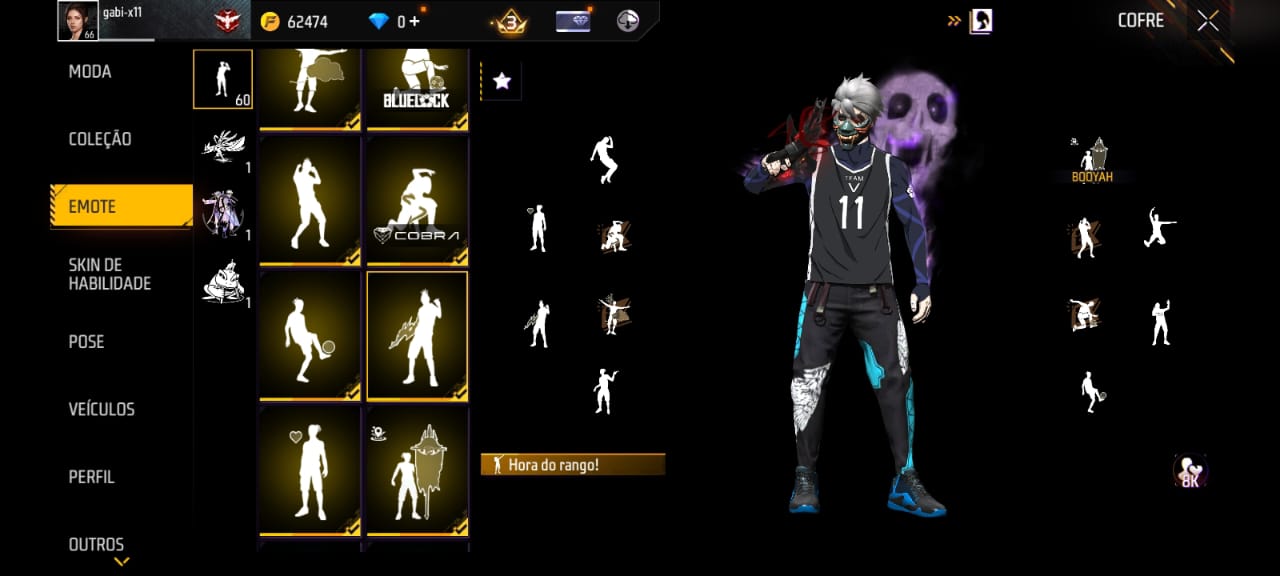 gabi-x11
66
62474
0 +
3
COFRE
MODA
COLEÇÃO
EMOTE
SKIN DE
HABILIDADE
POSE
VEÍCULOS
PERFIL
OUTROS
60
1
1
1
BLUELOCK
COBRA
Hora do rango!
TEAM
V
11
BOOYAH
8K